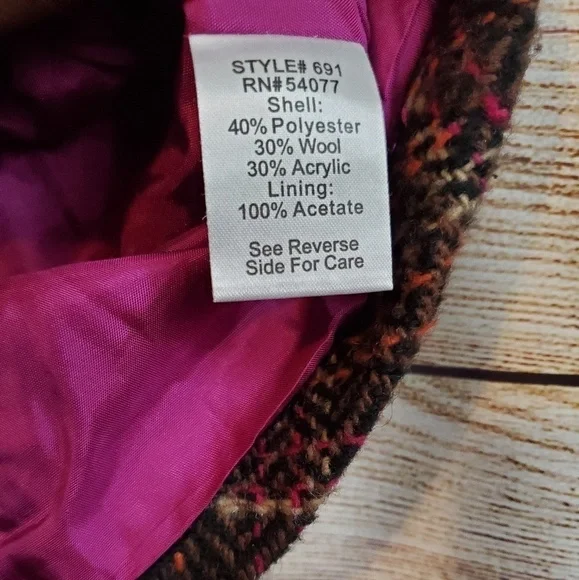 STYLE# 691
RN#54077
Shell:
40% Polyester
30% Wool
30% Acrylic
Lining:
100% Acetate
See Reverse
Side For Care